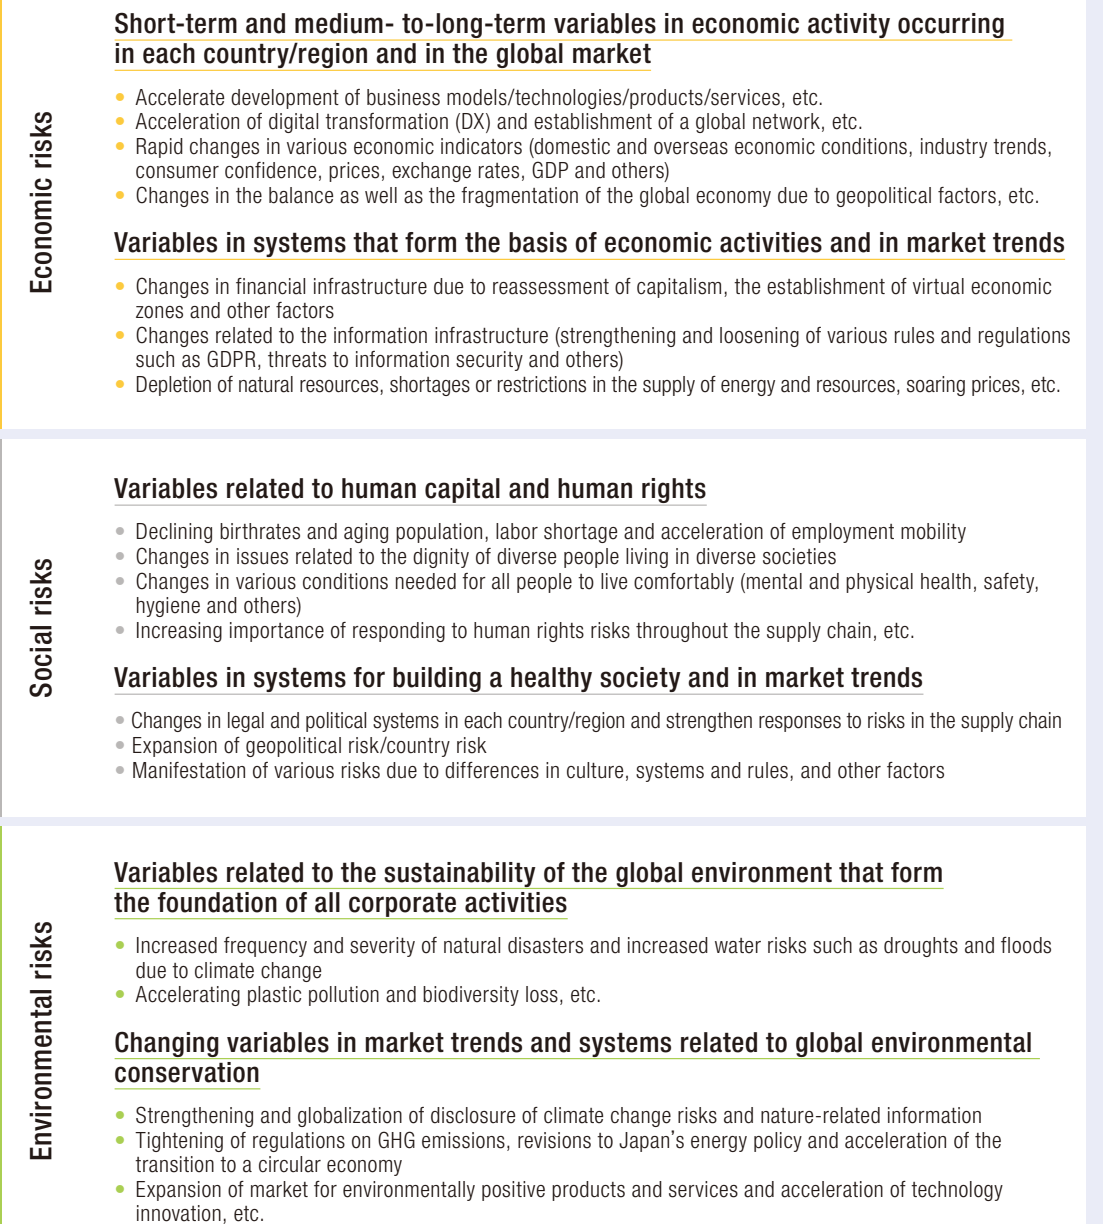 Economic risks
Short-term and medium- to-long-term variables in economic activity occurring
in each country/region and in the global market
• Accelerate development of business models/technologies/products/services, etc.
• Acceleration of digital transformation (DX) and establishment of a global network, etc.
• Rapid changes in various economic indicators (domestic and overseas economic conditions, industry trends,
consumer confidence, prices, exchange rates, GDP and others)
• Changes in the balance as well as the fragmentation of the global economy due to geopolitical factors, etc.
Variables in systems that form the basis of economic activities and in market trends
• Changes in financial infrastructure due to reassessment of capitalism, the establishment of virtual economic
zones and other factors
• Changes related to the information infrastructure (strengthening and loosening of various rules and regulations
such as GDPR, threats to information security and others)
• Depletion of natural resources, shortages or restrictions in the supply of energy and resources, soaring prices, etc.
Social risks
Variables related to human capital and human rights
• Declining birthrates and aging population, labor shortage and acceleration of employment mobility
• Changes in issues related to the dignity of diverse people living in diverse societies
• Changes in various conditions needed for all people to live comfortably (mental and physical health, safety,
hygiene and others)
• Increasing importance of responding to human rights risks throughout the supply chain, etc.
Variables in systems for building a healthy society and in market trends
• Changes in legal and political systems in each country/region and strengthen responses to risks in the supply chain
• Expansion of geopolitical risk/country risk
• Manifestation of various risks due to differences in culture, systems and rules, and other factors
Environmental risks
Variables related to the sustainability of the global environment that form
the foundation of all corporate activities
• Increased frequency and severity of natural disasters and increased water risks such as droughts and floods
due to climate change
• Accelerating plastic pollution and biodiversity loss, etc.
Changing variables in market trends and systems related to global environmental
conservation
• Strengthening and globalization of disclosure of climate change risks and nature-related information
• Tightening of regulations on GHG emissions, revisions to Japan's energy policy and acceleration of the
transition to a circular economy
• Expansion of market for environmentally positive products and services and acceleration of technology
innovation, etc.